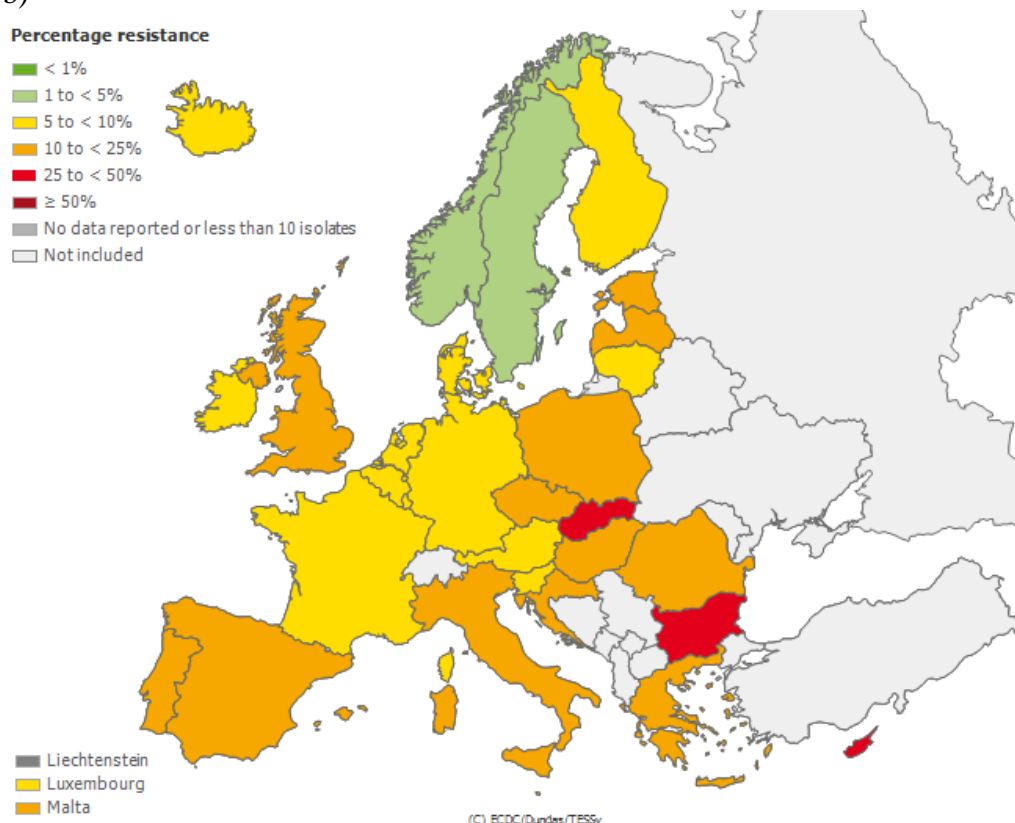 b)
Percentage resistance
< 1%
1 to < 5%
5 to < 10%
10 to < 25%
25 to < 50%
≥ 50%
No data reported or less than 10 isolates
Not included
Liechtenstein
Luxembourg
Malta
(C) ECDC/Dundas/TESSy